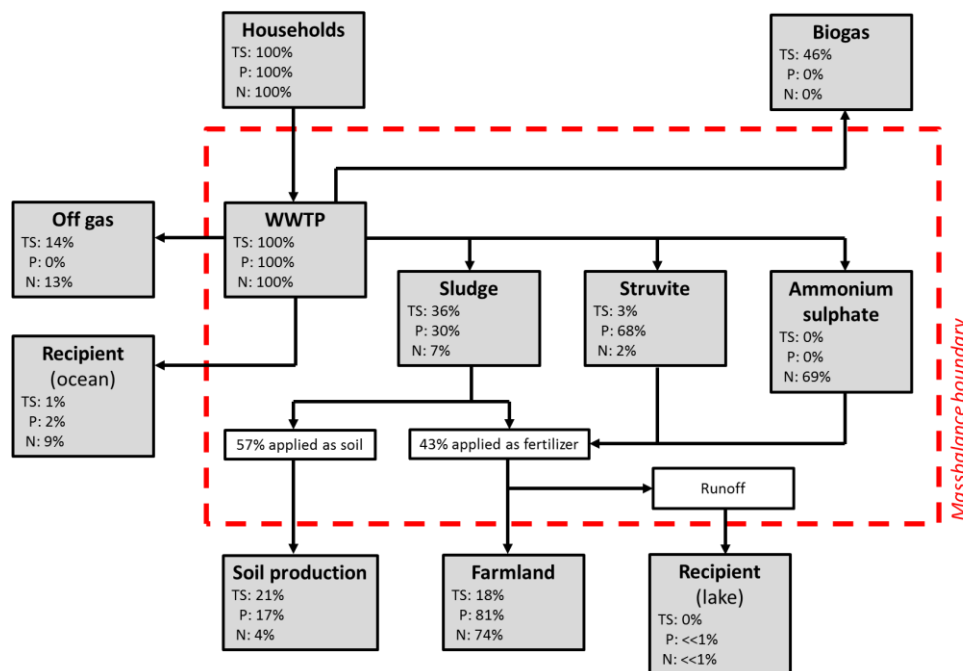 Households
TS: 100%
P: 100%
N: 100%
Biogas
TS: 46%
P: 0%
N: 0%
Off gas
TS: 14%
P: 0%
N: 13%
WWTP
TS: 100%
P: 100%
N: 100%
Sludge
TS: 36%
P: 30%
N: 7%
Struvite
TS: 3%
P: 68%
N: 2%
Ammonium
sulphate
TS: 0%
P: 0%
N: 69%
Recipient
(ocean)
TS: 1%
P: 2%
N: 9%
57% applied as soil
43% applied as fertilizer
Runoff
Massbalance boundary
Soil production
TS: 21%
P: 17%
N: 4%
Farmland
TS: 18%
P: 81%
N: 74%
Recipient
(lake)
TS: 0%
P: <<1%
N: <<1%